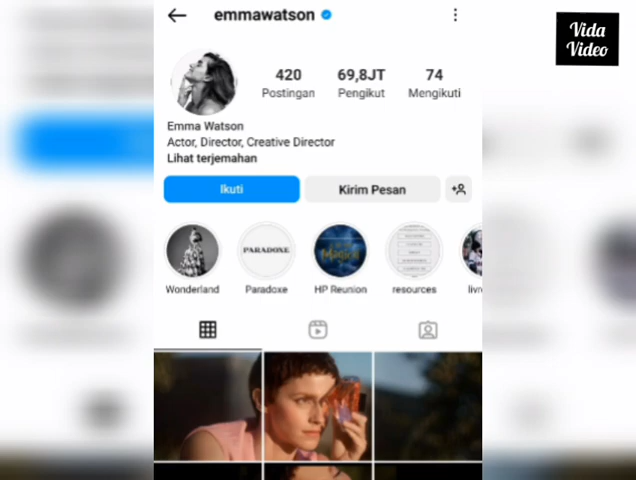 emmawatson
Vida
Video
420 69,8JT 74
Postingan Pengikut Mengikuti
Emma Watson
Actor, Director, Creative Director
Lihat terjemahan
Ikuti Kirim Pesan
PARADOXE
Wonderland Paradoxe HP Reunion resources livr